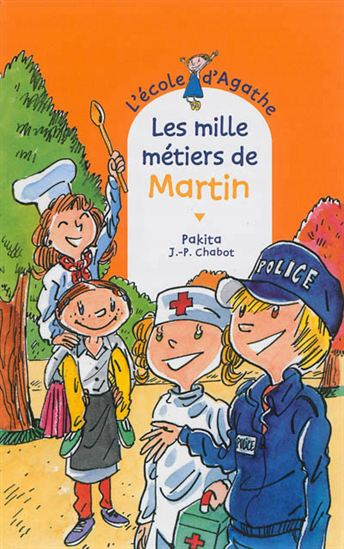 L'école d'Agathe
Les mille
métiers de
Martin
Pakita
J.-P. Chabot
POLICE
POLICE